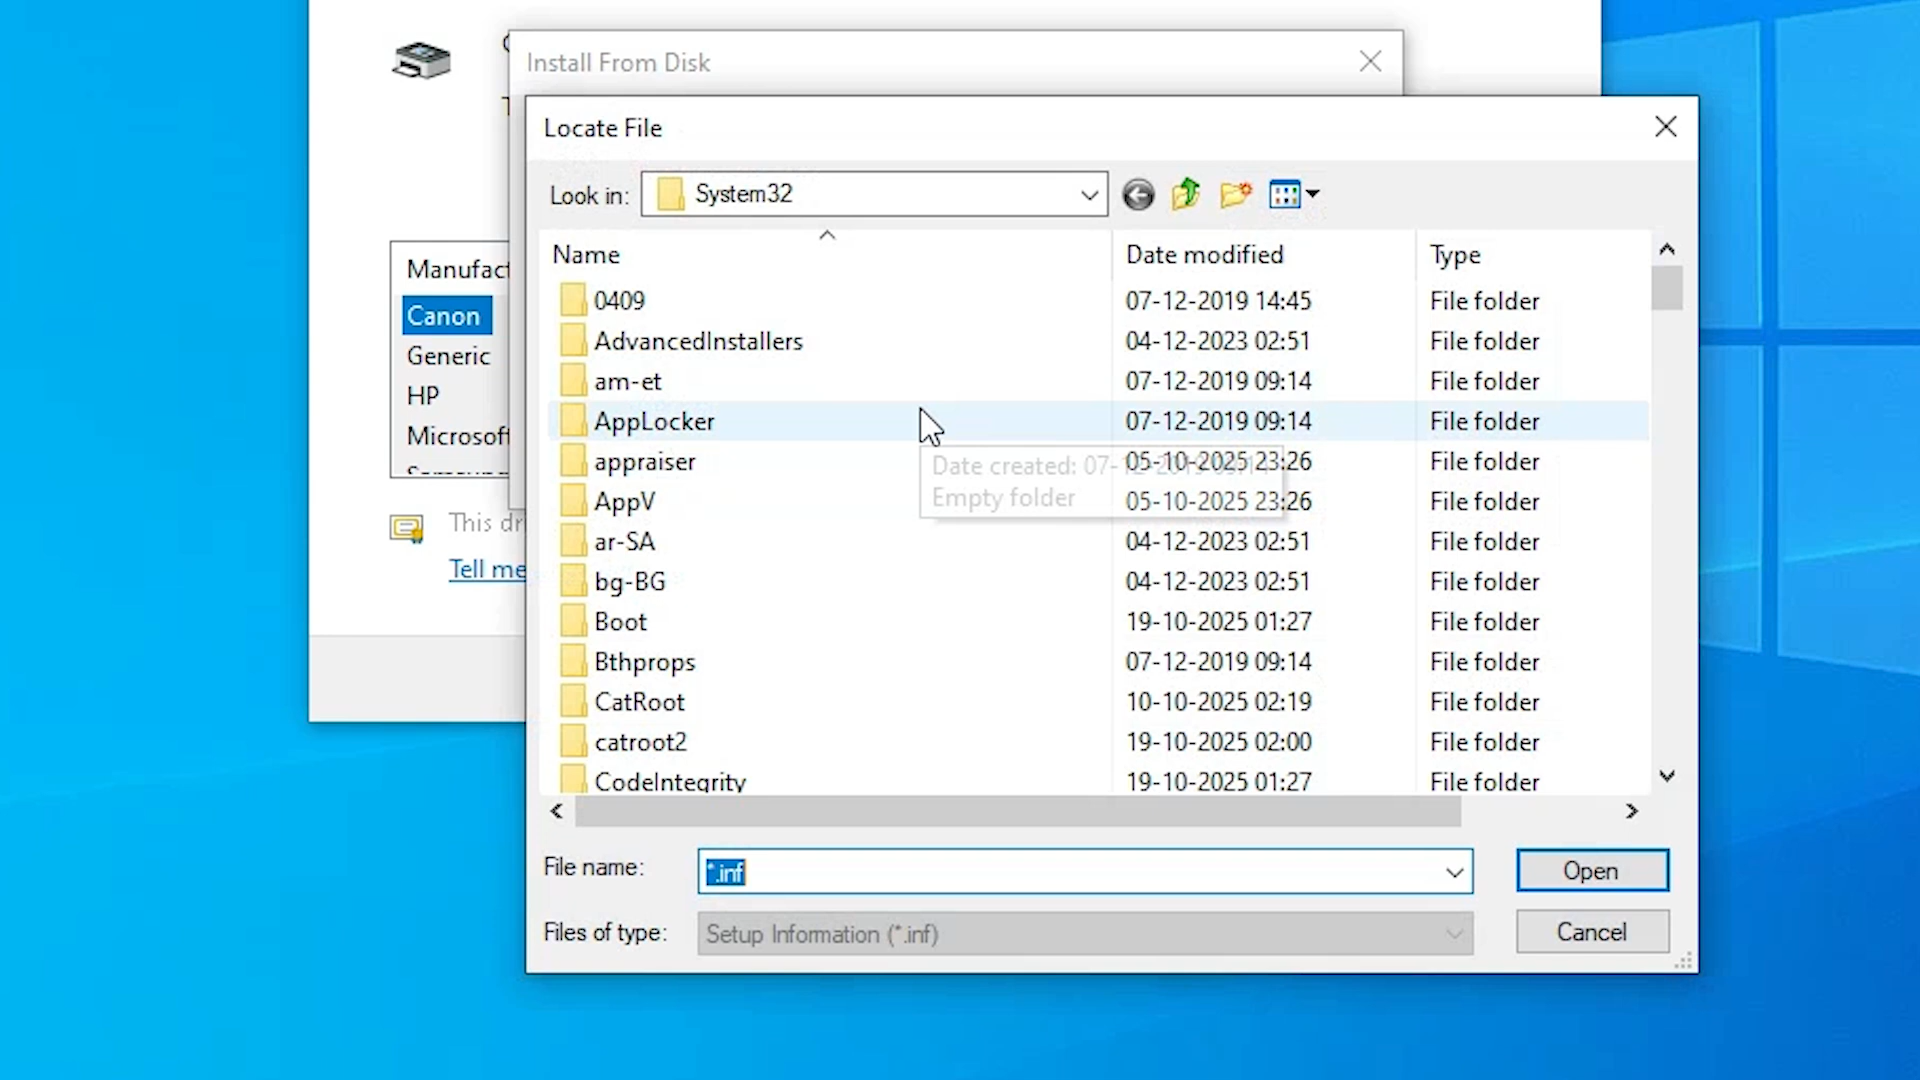 Install From Disk
Locate File
Look in: System32
Name Date modified Type
0409 07-12-2019 14:45 File folder
AdvancedInstallers 04-12-2023 02:51 File folder
am-et 07-12-2019 09:14 File folder
AppLocker 07-12-2019 09:14 File folder
appraiser 05-10-2025 23:26 File folder
AppV 05-10-2025 23:26 File folder
ar-SA 04-12-2023 02:51 File folder
bg-BG 04-12-2023 02:51 File folder
Boot 19-10-2025 01:27 File folder
Bthprops 07-12-2019 09:14 File folder
CatRoot 10-10-2025 02:19 File folder
catroot2 19-10-2025 02:00 File folder
CodeIntegrity 19-10-2025 01:27 File folder
Date created: 07-12-2019
Empty folder
File name: *.inf Open
Files of type: Setup Information (*.inf) Cancel
Manufact
Canon
Generic
HP
Microsoft
This dr
Tell me